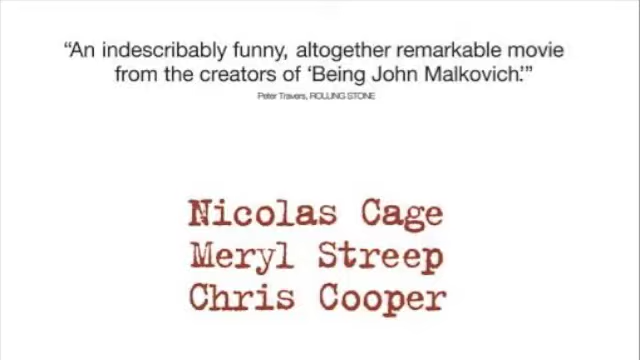 “An indescribably funny, altogether remarkable movie
from the creators of ‘Being John Malkovich.’”
Peter Travers, ROLLING STONE
Nicolas Cage
Meryl Streep
Chris Cooper